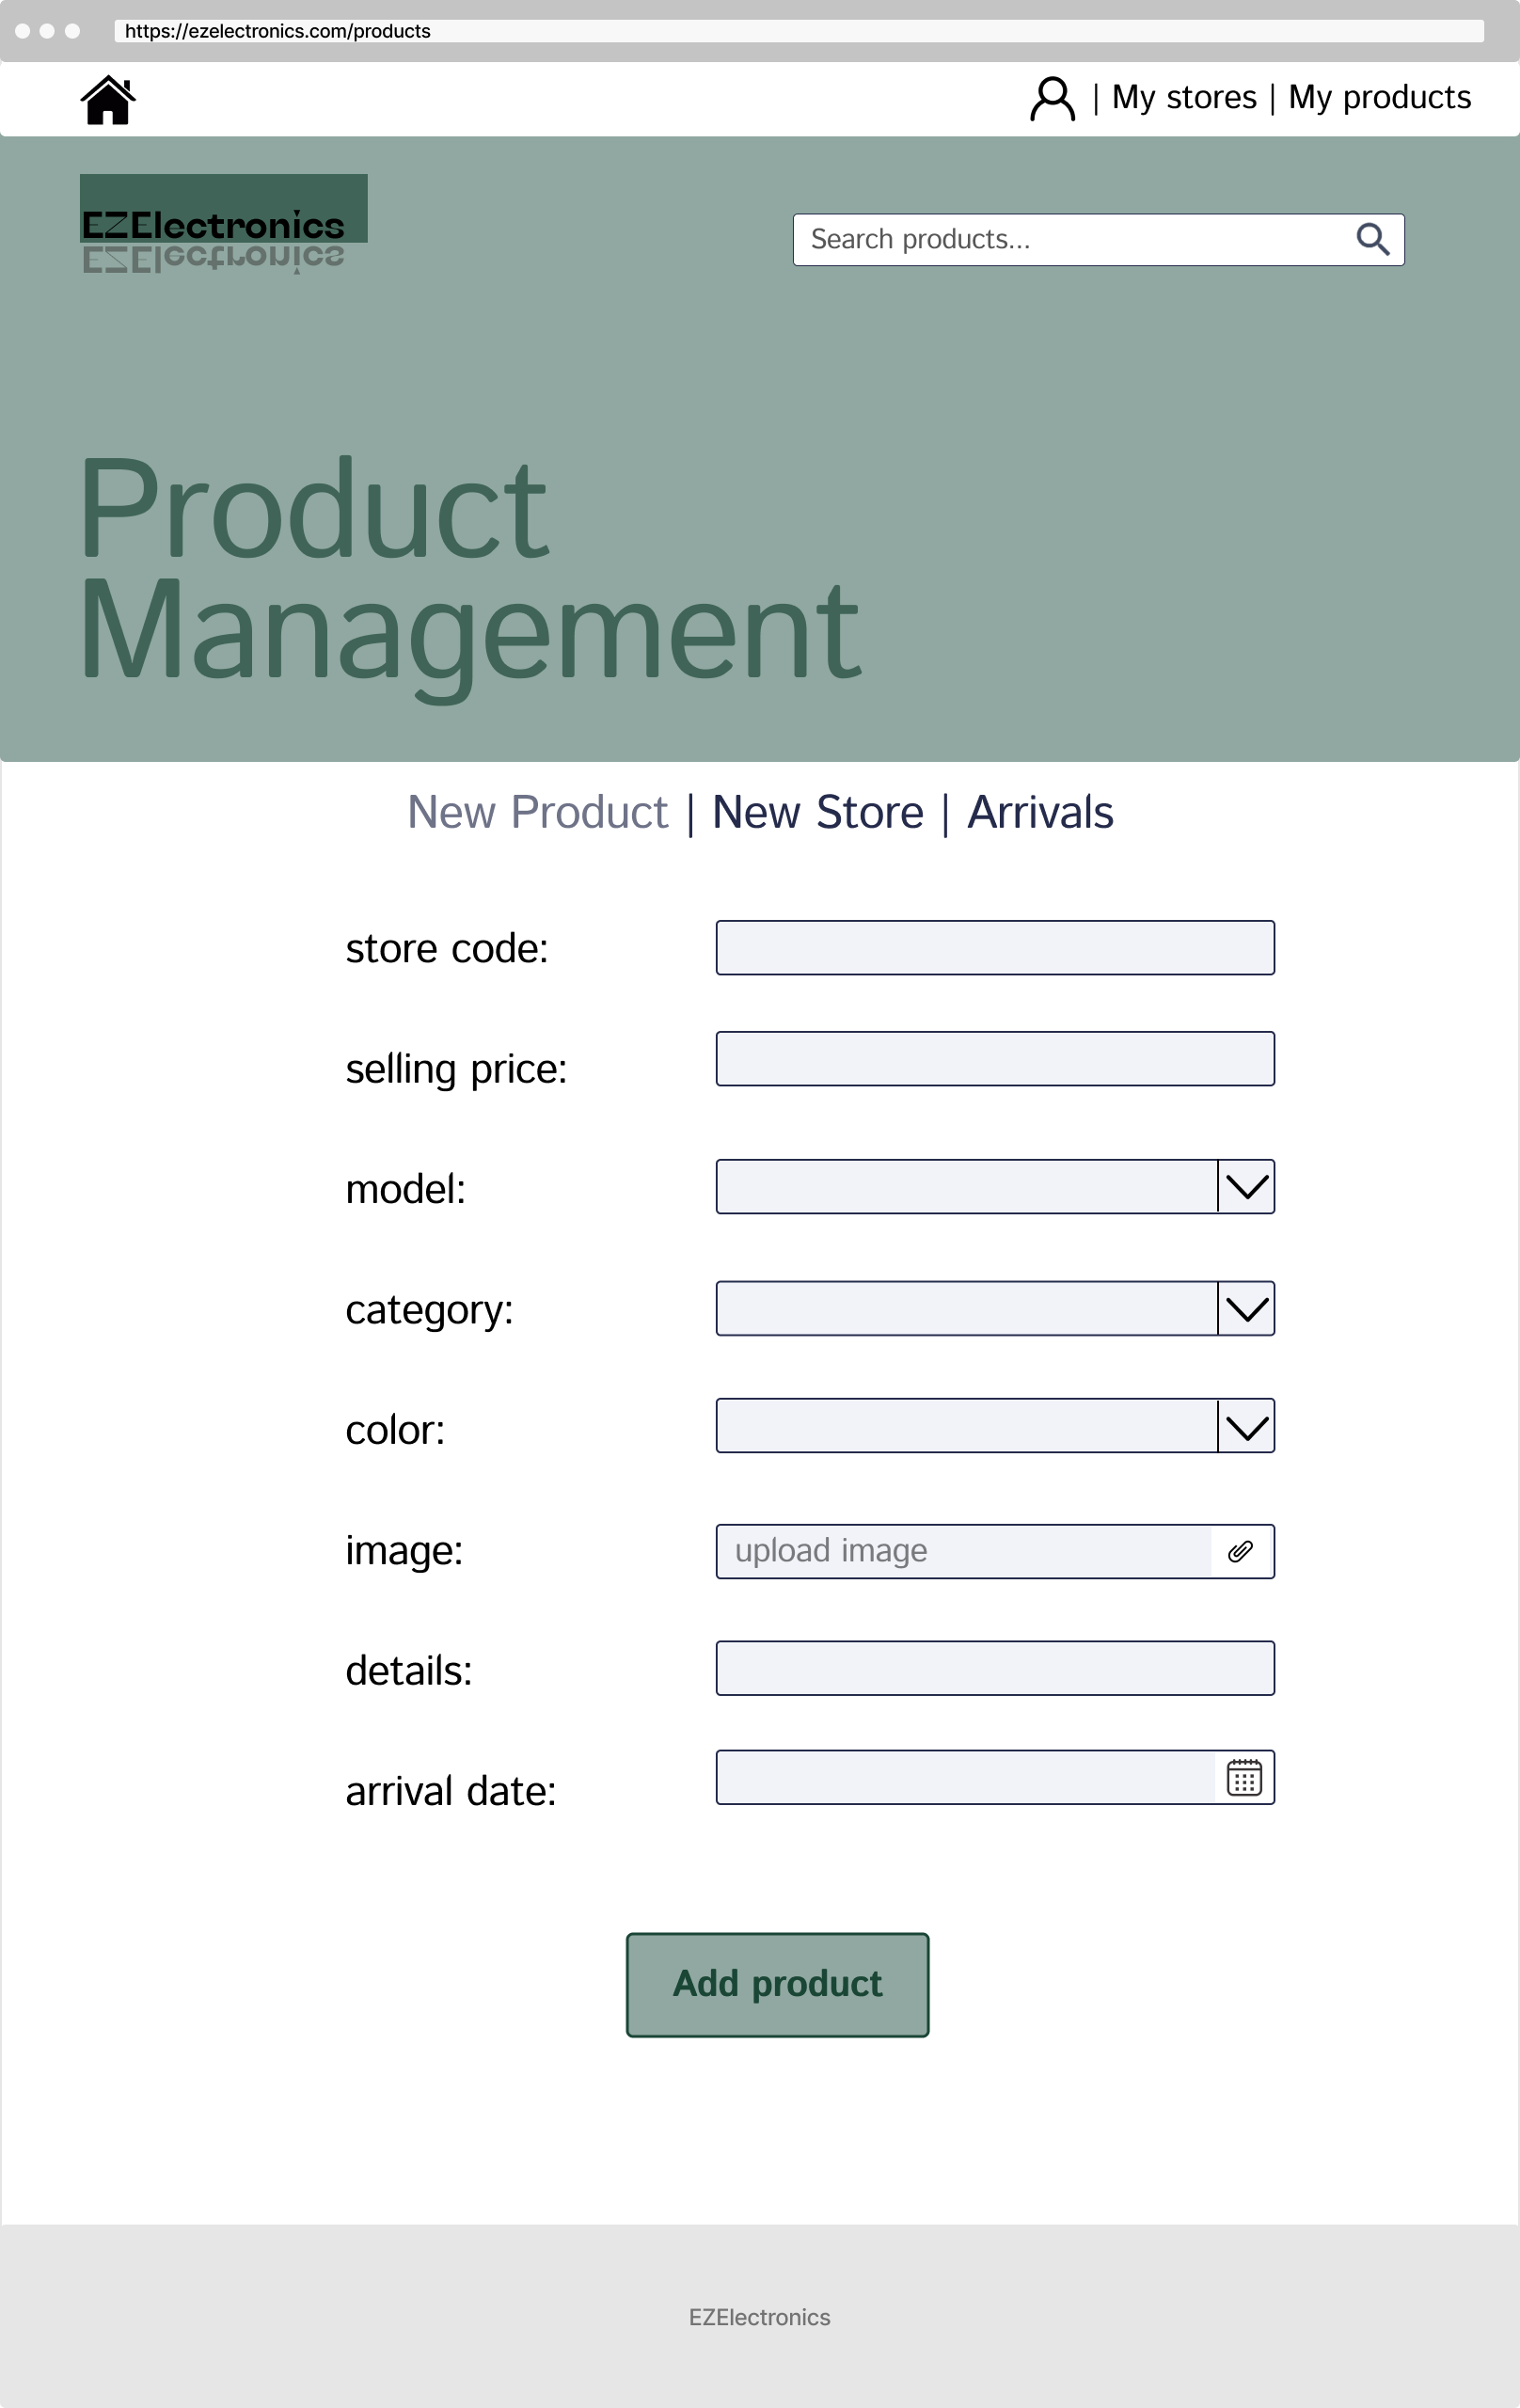 https://ezelectronics.com/products
| My stores | My products
EZElectronics
EZElectronics
Search products...
Product
Management
New Product | New Store | Arrivals
store code:
selling price:
model:
category:
color:
image:
upload image
details:
arrival date:
Add product
EZElectronics